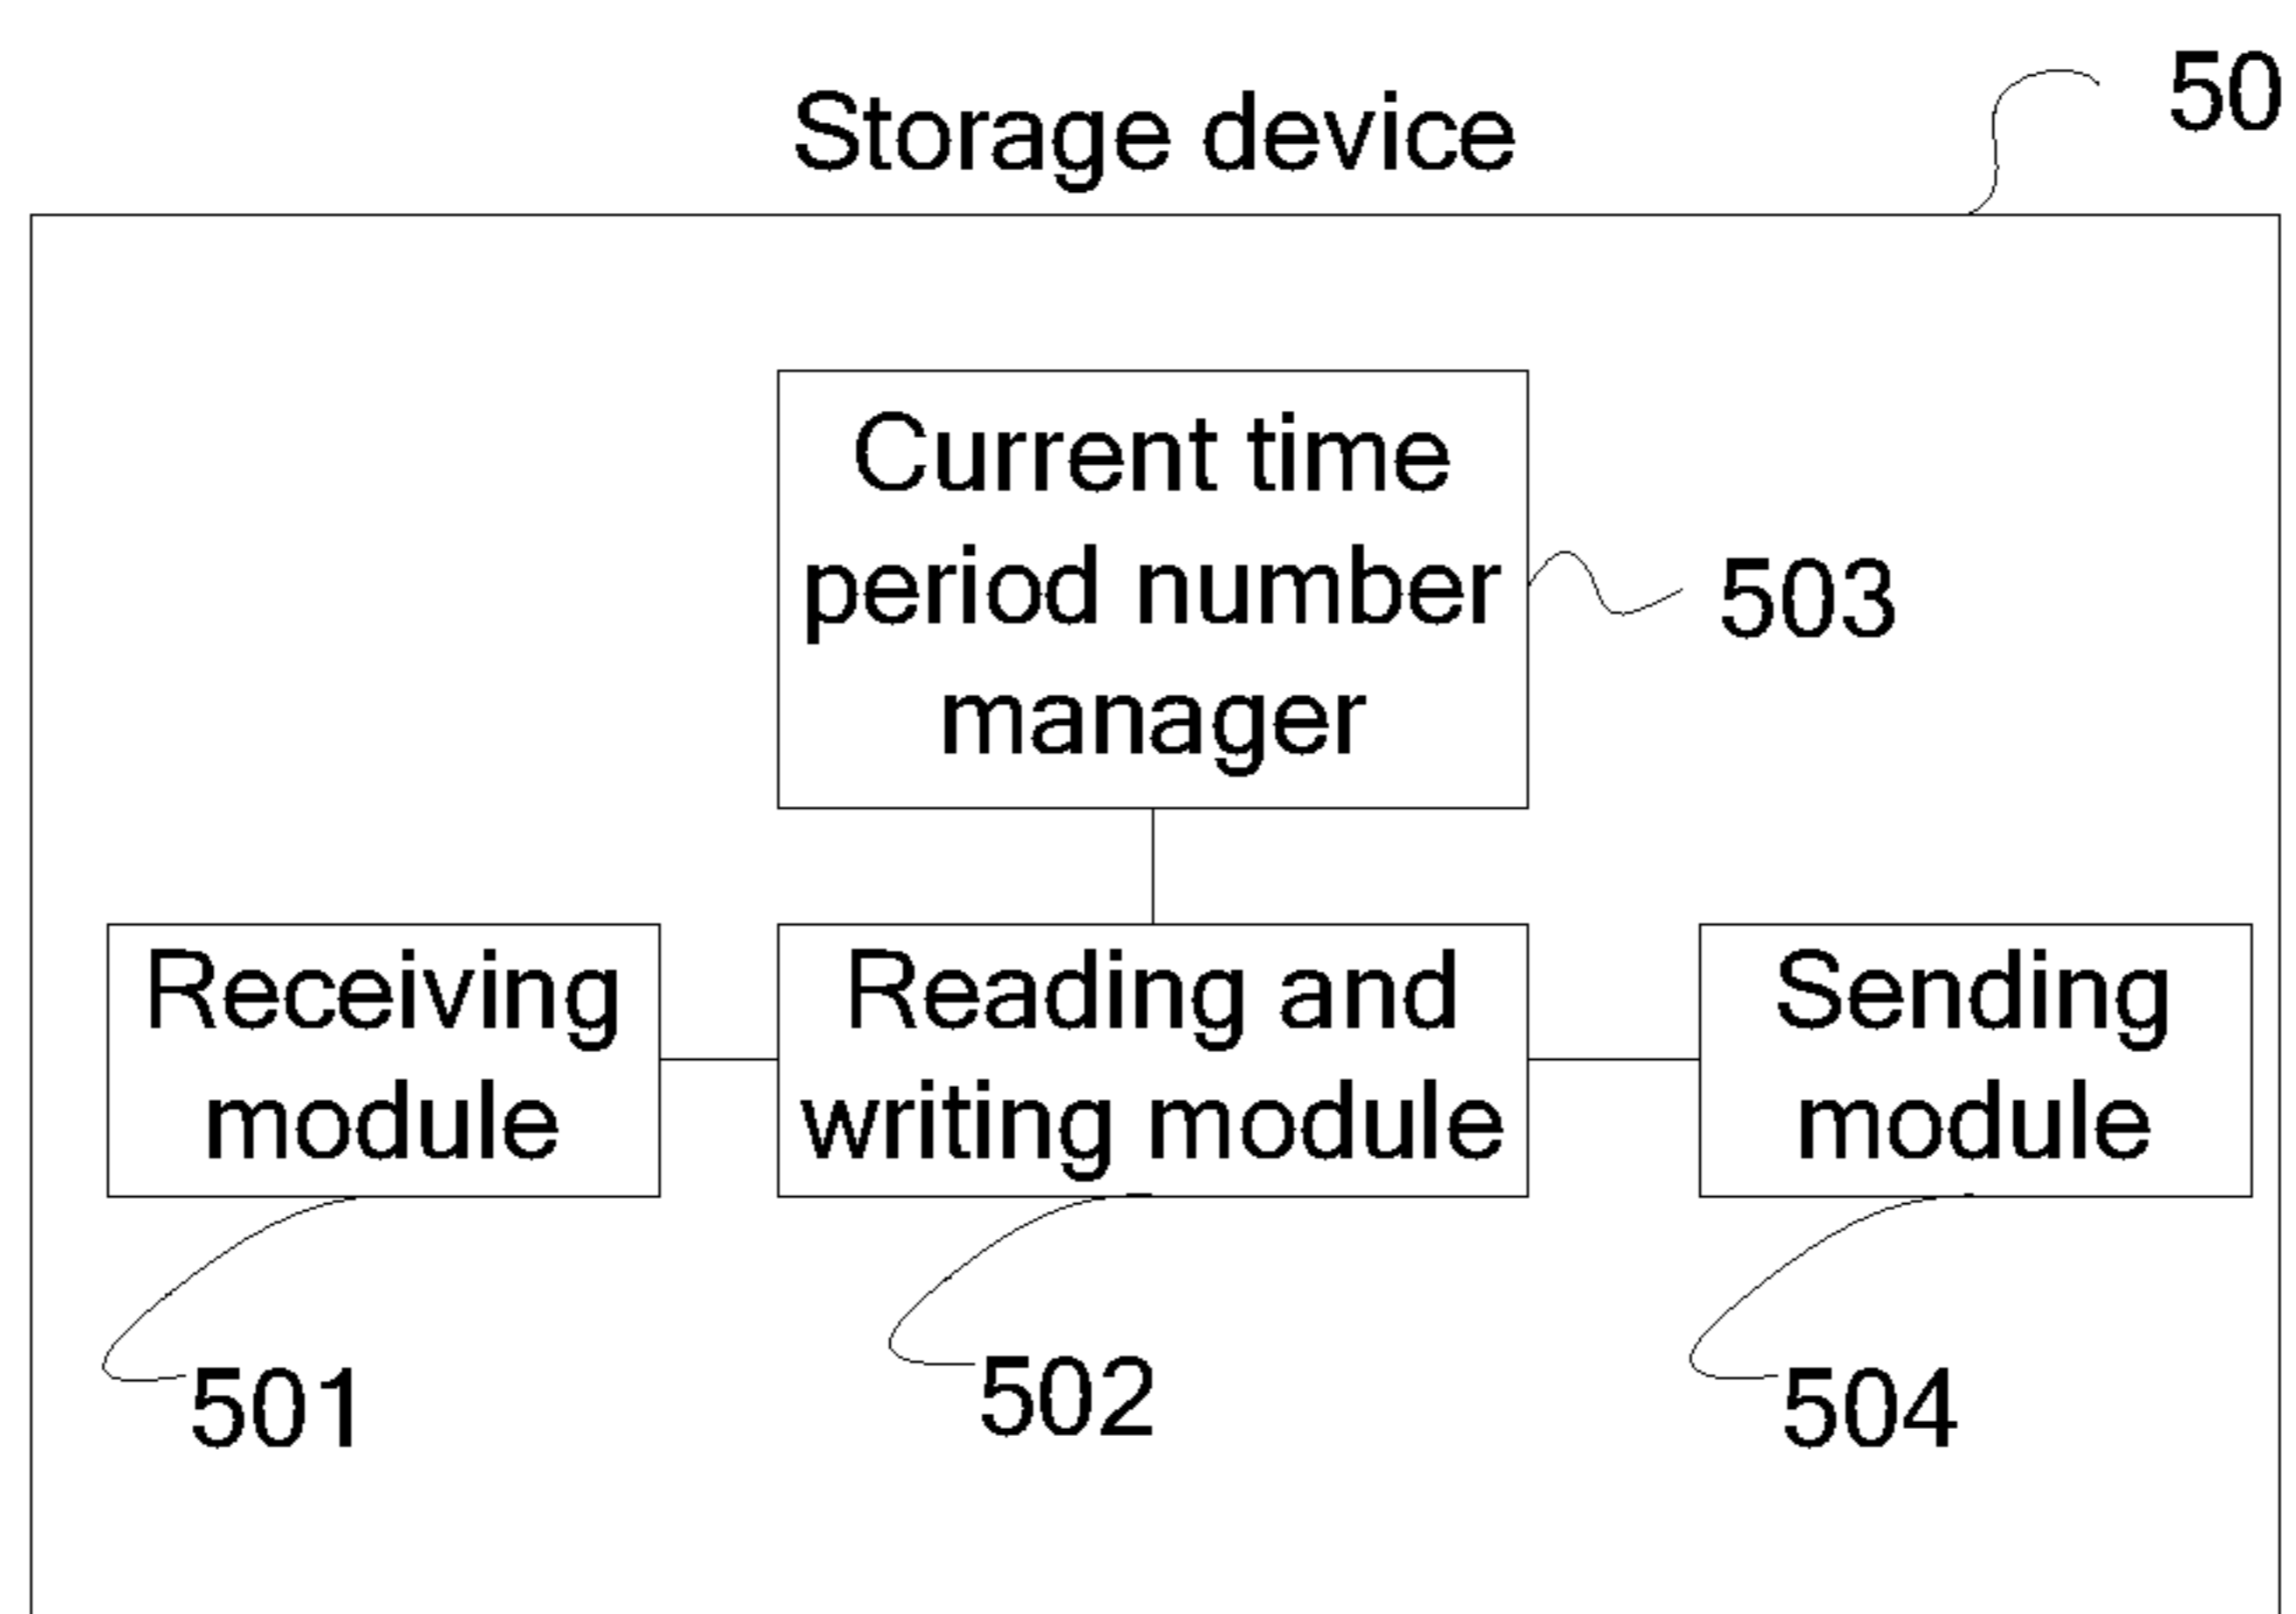 50
Storage device
Current time
period number
manager
503
Receiving
module
Reading and
writing module
Sending
module
501
502
504